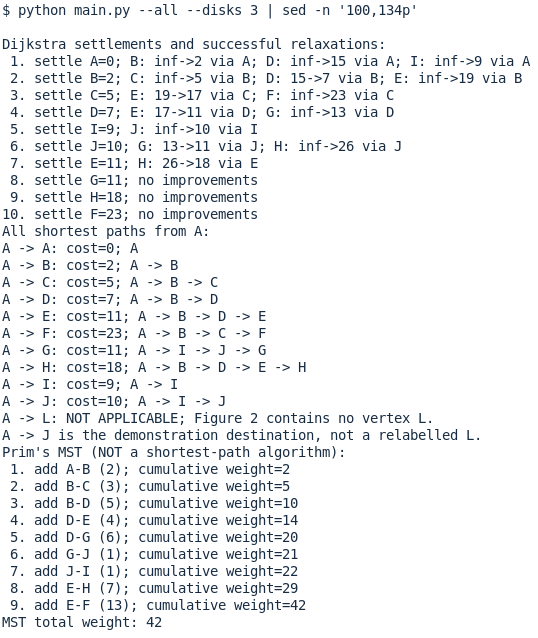 $ python main.py --all --disks 3 | sed -n '100,134p'
Dijkstra settlements and successful relaxations:
 1. settle A=0; B: inf->2 via A; D: inf->15 via A; I: inf->9 via A
 2. settle B=2; C: inf->5 via B; D: 15->7 via B; E: inf->19 via B
 3. settle C=5; E: 19->17 via C; F: inf->23 via C
 4. settle D=7; E: 17->11 via D; G: inf->13 via D
 5. settle I=9; J: inf->10 via I
 6. settle J=10; G: 13->11 via J; H: inf->26 via J
 7. settle E=11; H: 26->18 via E
 8. settle G=11; no improvements
 9. settle H=18; no improvements
10. settle F=23; no improvements
All shortest paths from A:
A -> A: cost=0; A
A -> B: cost=2; A -> B
A -> C: cost=5; A -> B -> C
A -> D: cost=7; A -> B -> D
A -> E: cost=11; A -> B -> D -> E
A -> F: cost=23; A -> B -> C -> F
A -> G: cost=11; A -> I -> J -> G
A -> H: cost=18; A -> B -> D -> E -> H
A -> I: cost=9; A -> I
A -> J: cost=10; A -> I -> J
A -> L: NOT APPLICABLE; Figure 2 contains no vertex L.
A -> J is the demonstration destination, not a relabelled L.
Prim's MST (NOT a shortest-path algorithm):
 1. add A-B (2); cumulative weight=2
 2. add B-C (3); cumulative weight=5
 3. add B-D (5); cumulative weight=10
 4. add D-E (4); cumulative weight=14
 5. add D-G (6); cumulative weight=20
 6. add G-J (1); cumulative weight=21
 7. add J-I (1); cumulative weight=22
 8. add E-H (7); cumulative weight=29
 9. add E-F (13); cumulative weight=42
MST total weight: 42